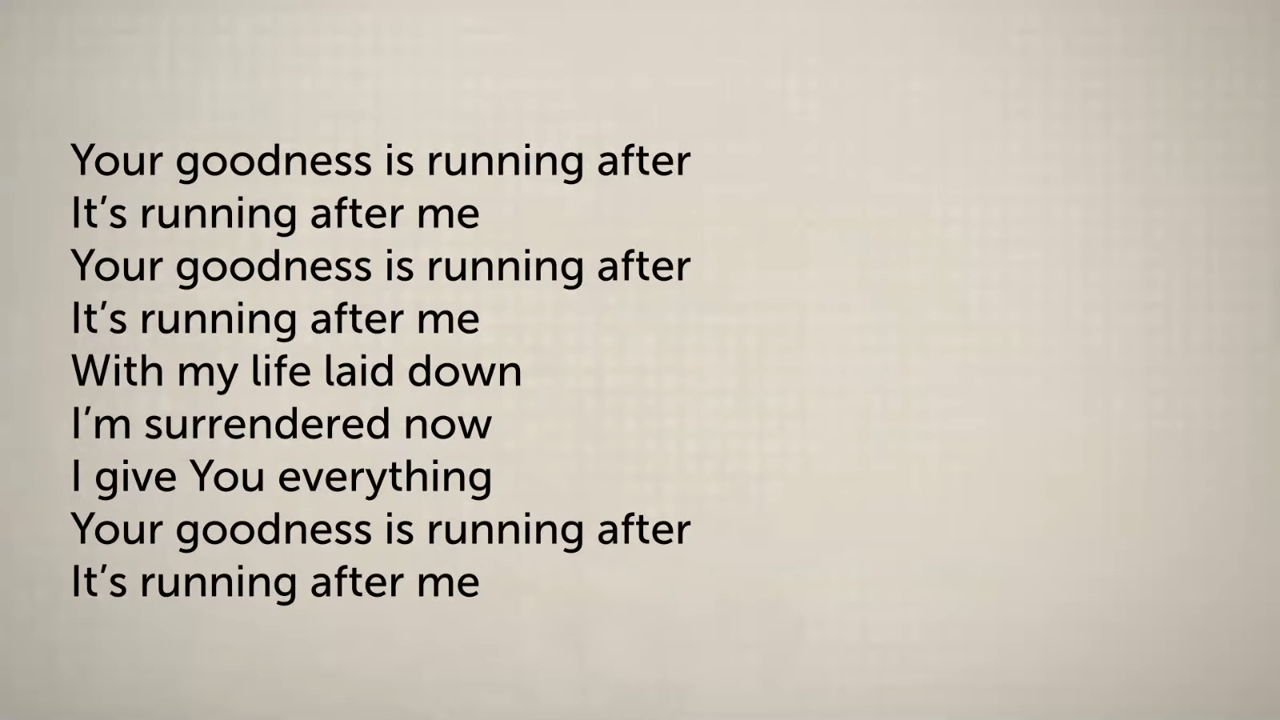 Your goodness is running after
It’s running after me
Your goodness is running after
It’s running after me
With my life laid down
I’m surrendered now
I give You everything
Your goodness is running after
It’s running after me